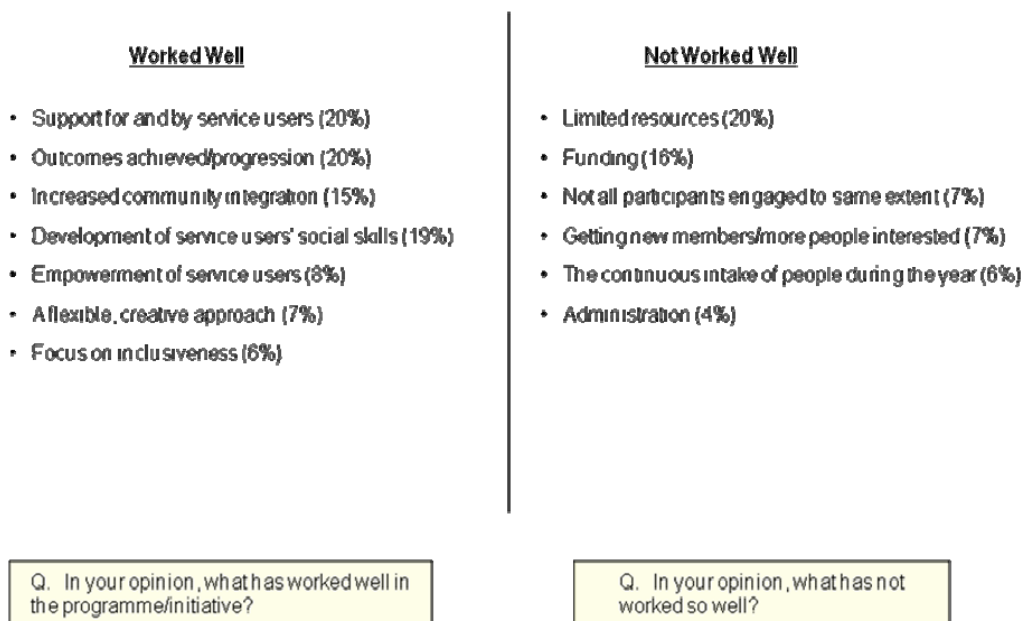 Worked Well
• Support for and by service users (20%)
• Outcomes achieved/progression (20%)
• Increased community integration (15%)
• Development of service users' social skills (19%)
• Empowerment of service users (8%)
• A flexible, creative approach (7%)
• Focus on inclusiveness (6%)
Not Worked Well
• Limited resources (20%)
• Funding (16%)
• Not all participants engaged to same extent (7%)
• Getting new members/more people interested (7%)
• The continuous intake of people during the year (6%)
• Administration (4%)
Q. In your opinion, what has worked well in
the programme/initiative?
Q. In your opinion, what has not
worked so well?